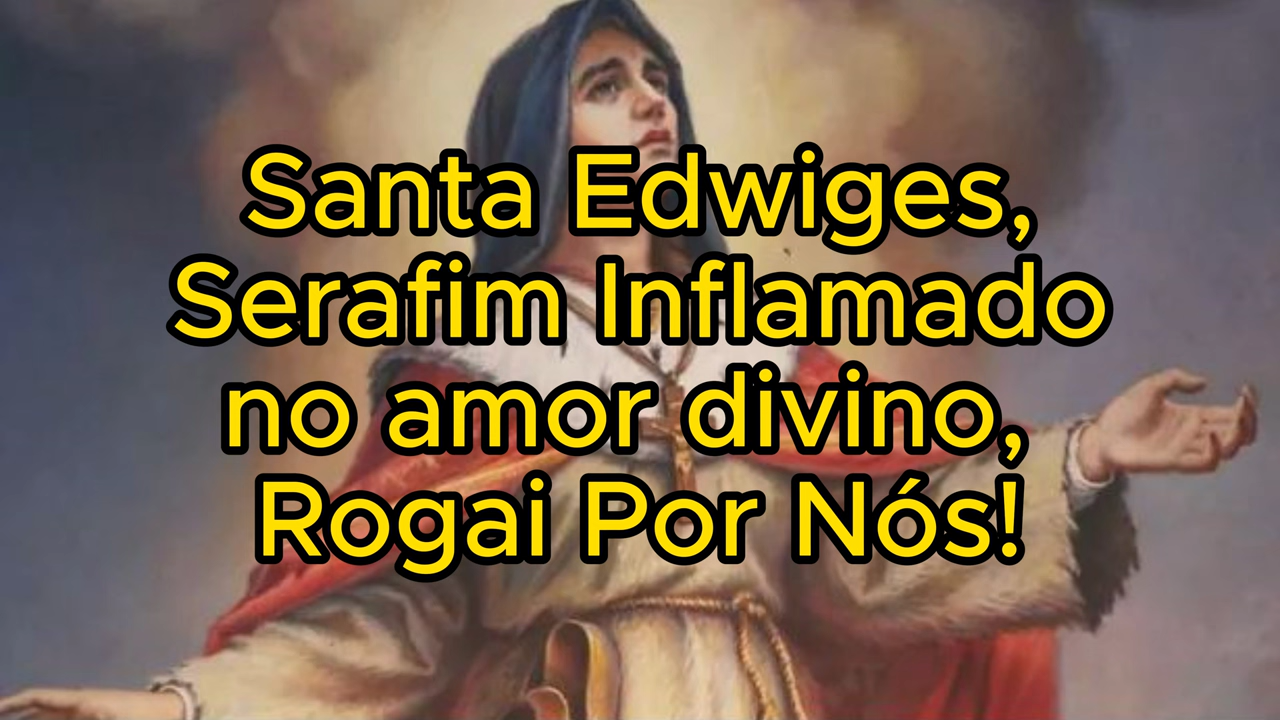 Santa Edwiges,
Serafim Inflamado
no amor divino,
Rogai Por Nós!